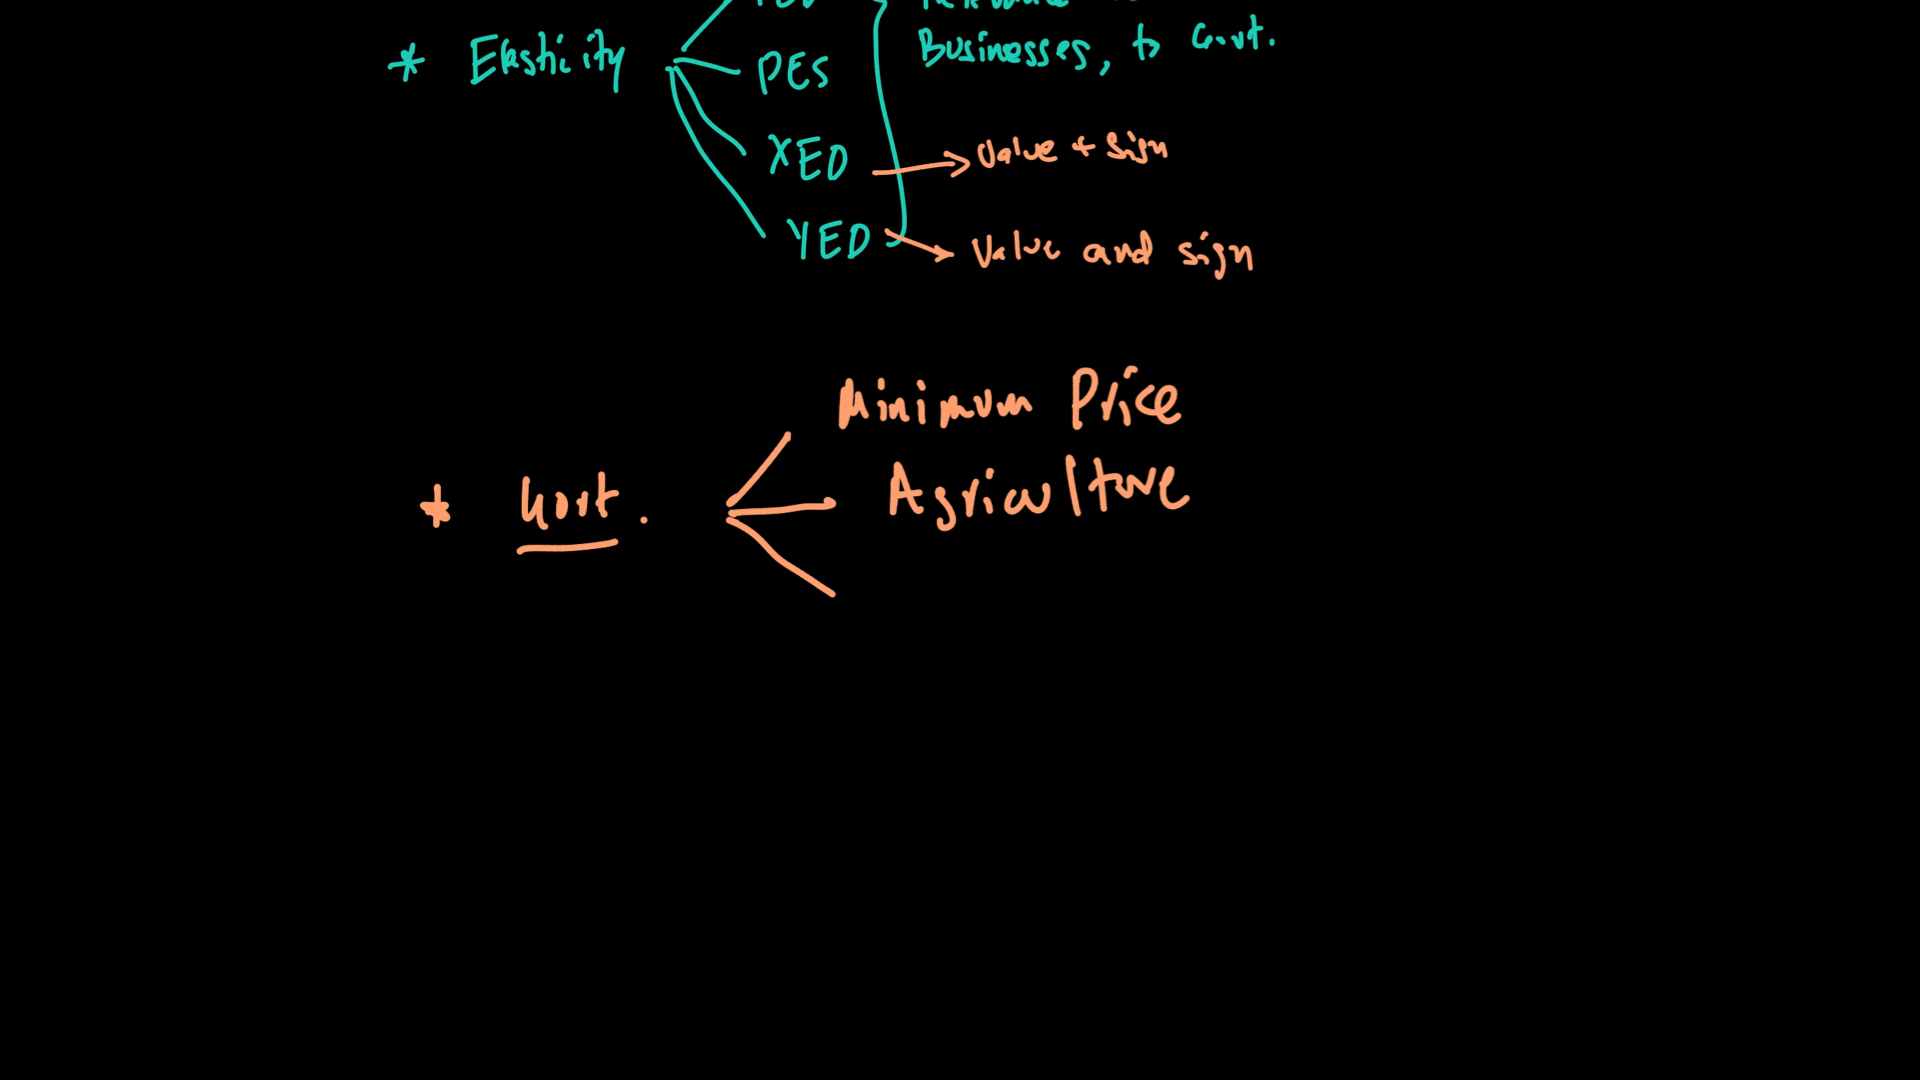 * Elasticity
Businesses, to Govt.
PES
XED → Value + Sign
YED → Value and sign
Minimum Price
* Govt.
Agriculture